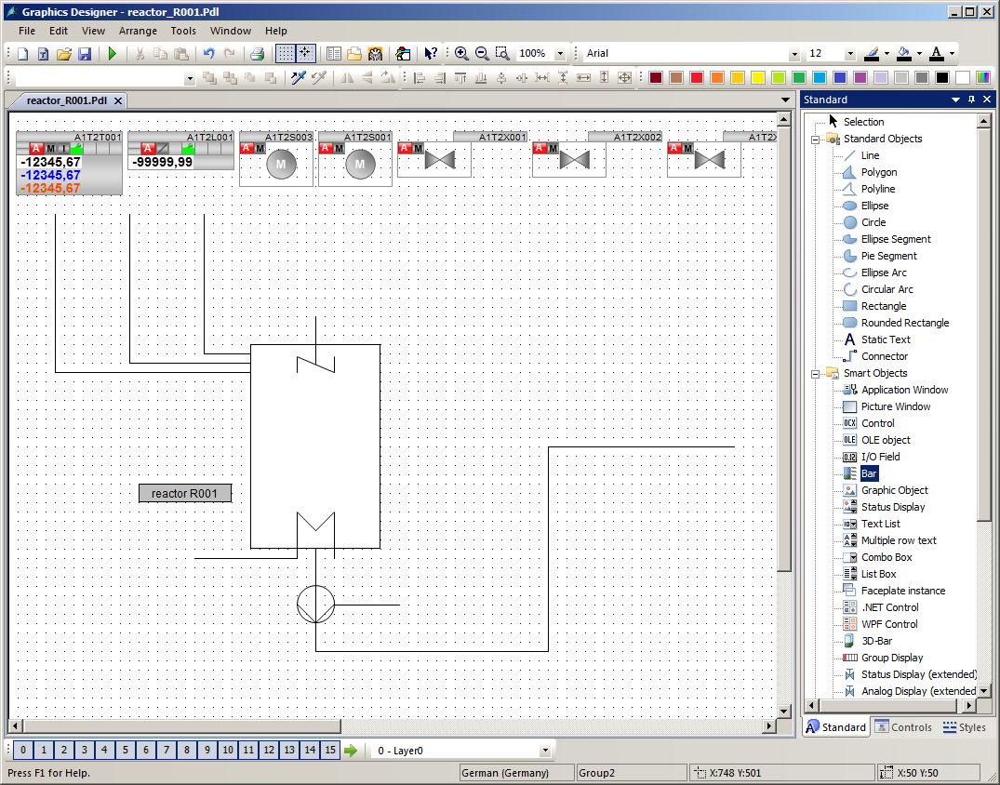 Graphics Designer - reactor_R001.Pdl
File Edit View Arrange Tools Window Help
100% Arial 12
reactor_R001.Pdl
A1T2T001 A1T2L001 A1T2S003 A1T2S001 A1T2X001 A1T2X002 A1T2X
A M I A A M A M A M A M A M
-12345,67 -99999,99 M M
-12345,67
-12345,67
reactor R001
Standard
Selection
Standard Objects
Line
Polygon
Polyline
Ellipse
Circle
Ellipse Segment
Pie Segment
Ellipse Arc
Circular Arc
Rectangle
Rounded Rectangle
A Static Text
Connector
Smart Objects
Application Window
Picture Window
OCX Control
OLE OLE object
0.12 I/O Field
Bar
Graphic Object
Status Display
Text List
Multiple row text
Combo Box
List Box
Faceplate instance
.NET Control
WPF Control
3D-Bar
Group Display
Status Display (extended)
Analog Display (extended
Standard Controls Styles
0 1 2 3 4 5 6 7 8 9 10 11 12 13 14 15 0 - Layer0
Press F1 for Help. German (Germany) Group2 X:748 Y:501 X:50 Y:50